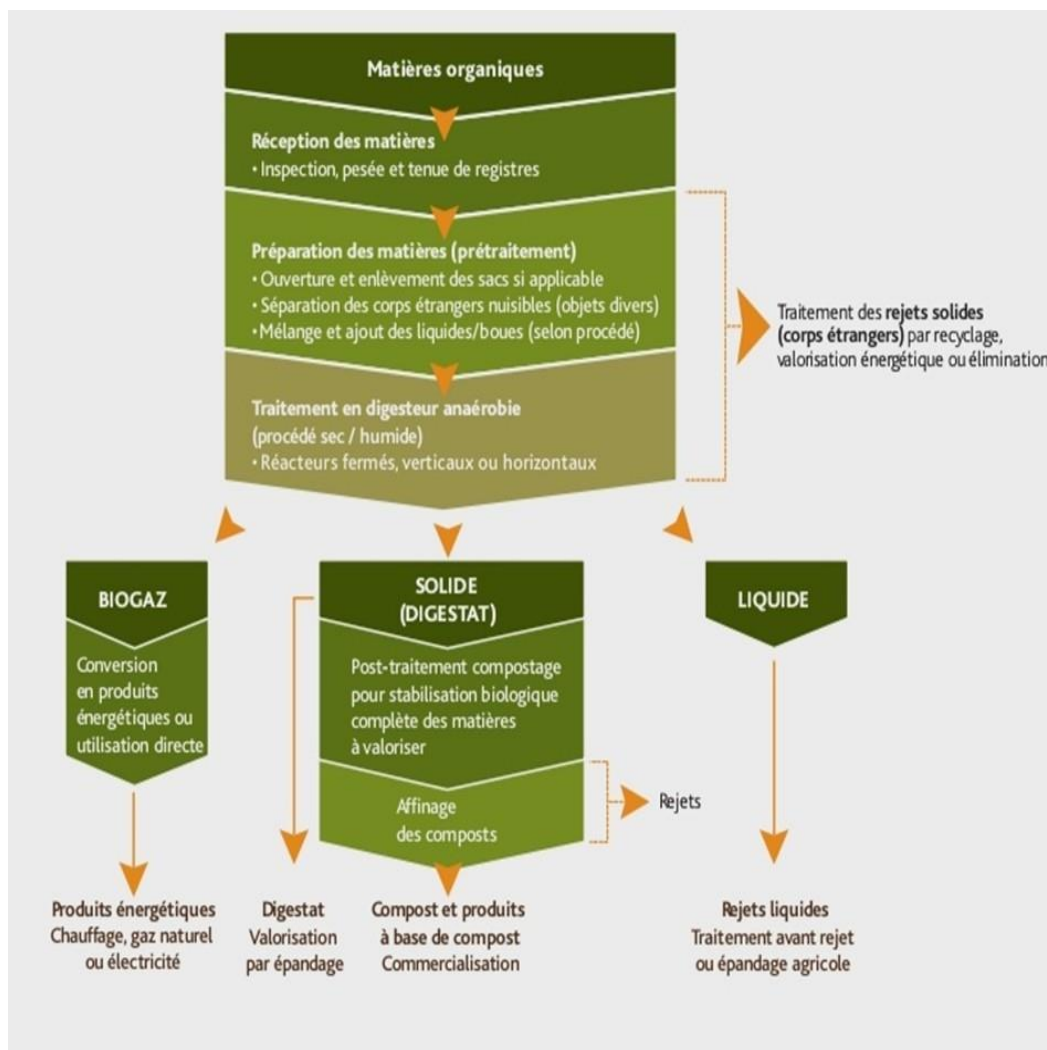 Matières organiques
Réception des matières
• Inspection, pesée et tenue de registres
Préparation des matières (prétraitement)
• Ouverture et enlèvement des sacs si applicable
• Séparation des corps étrangers nuisibles (objets divers)
• Mélange et ajout des liquides/boues (selon procédé)
Traitement des rejets solides
(corps étrangers) par recyclage,
valorisation énergétique ou élimination
Traitement en digesteur anaérobie
(procédé sec / humide)
• Réacteurs fermés, verticaux ou horizontaux
BIOGAZ
Conversion
en produits
énergétiques ou
utilisation directe
SOLIDE
(DIGESTAT)
Post-traitement compostage
pour stabilisation biologique
complète des matières
à valoriser
Affinage
des composts
Rejets
LIQUIDE
Produits énergétiques
Chauffage, gaz naturel
ou électricité
Digestat
Valorisation
par épandage
Compost et produits
à base de compost
Commercialisation
Rejets liquides
Traitement avant rejet
ou épandage agricole